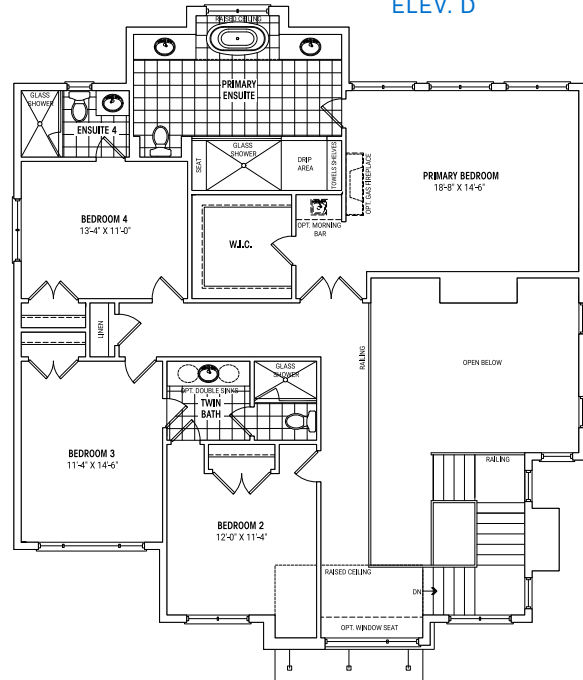 ELEV. D
RAISED CEILING
PRIMARY
ENSUITE
GLASS
SHOWER
ENSUITE 4
SEAT
GLASS
SHOWER
DRIP
AREA
TOWELS SHELVES
OPT. GAS FIREPLACE
PRIMARY BEDROOM
18'-8" X 14'-6"
BEDROOM 4
13'-4" X 11'-0"
W.I.C.
OPT. MORNING
BAR
LINEN
RAILING
OPEN BELOW
GLASS
SHOWER
OPT. DOUBLE SINKS
TWIN
BATH
BEDROOM 3
11'-4" X 14'-6"
RAILING
BEDROOM 2
12'-0" X 11'-4"
RAISED CEILING
DN
OPT. WINDOW SEAT